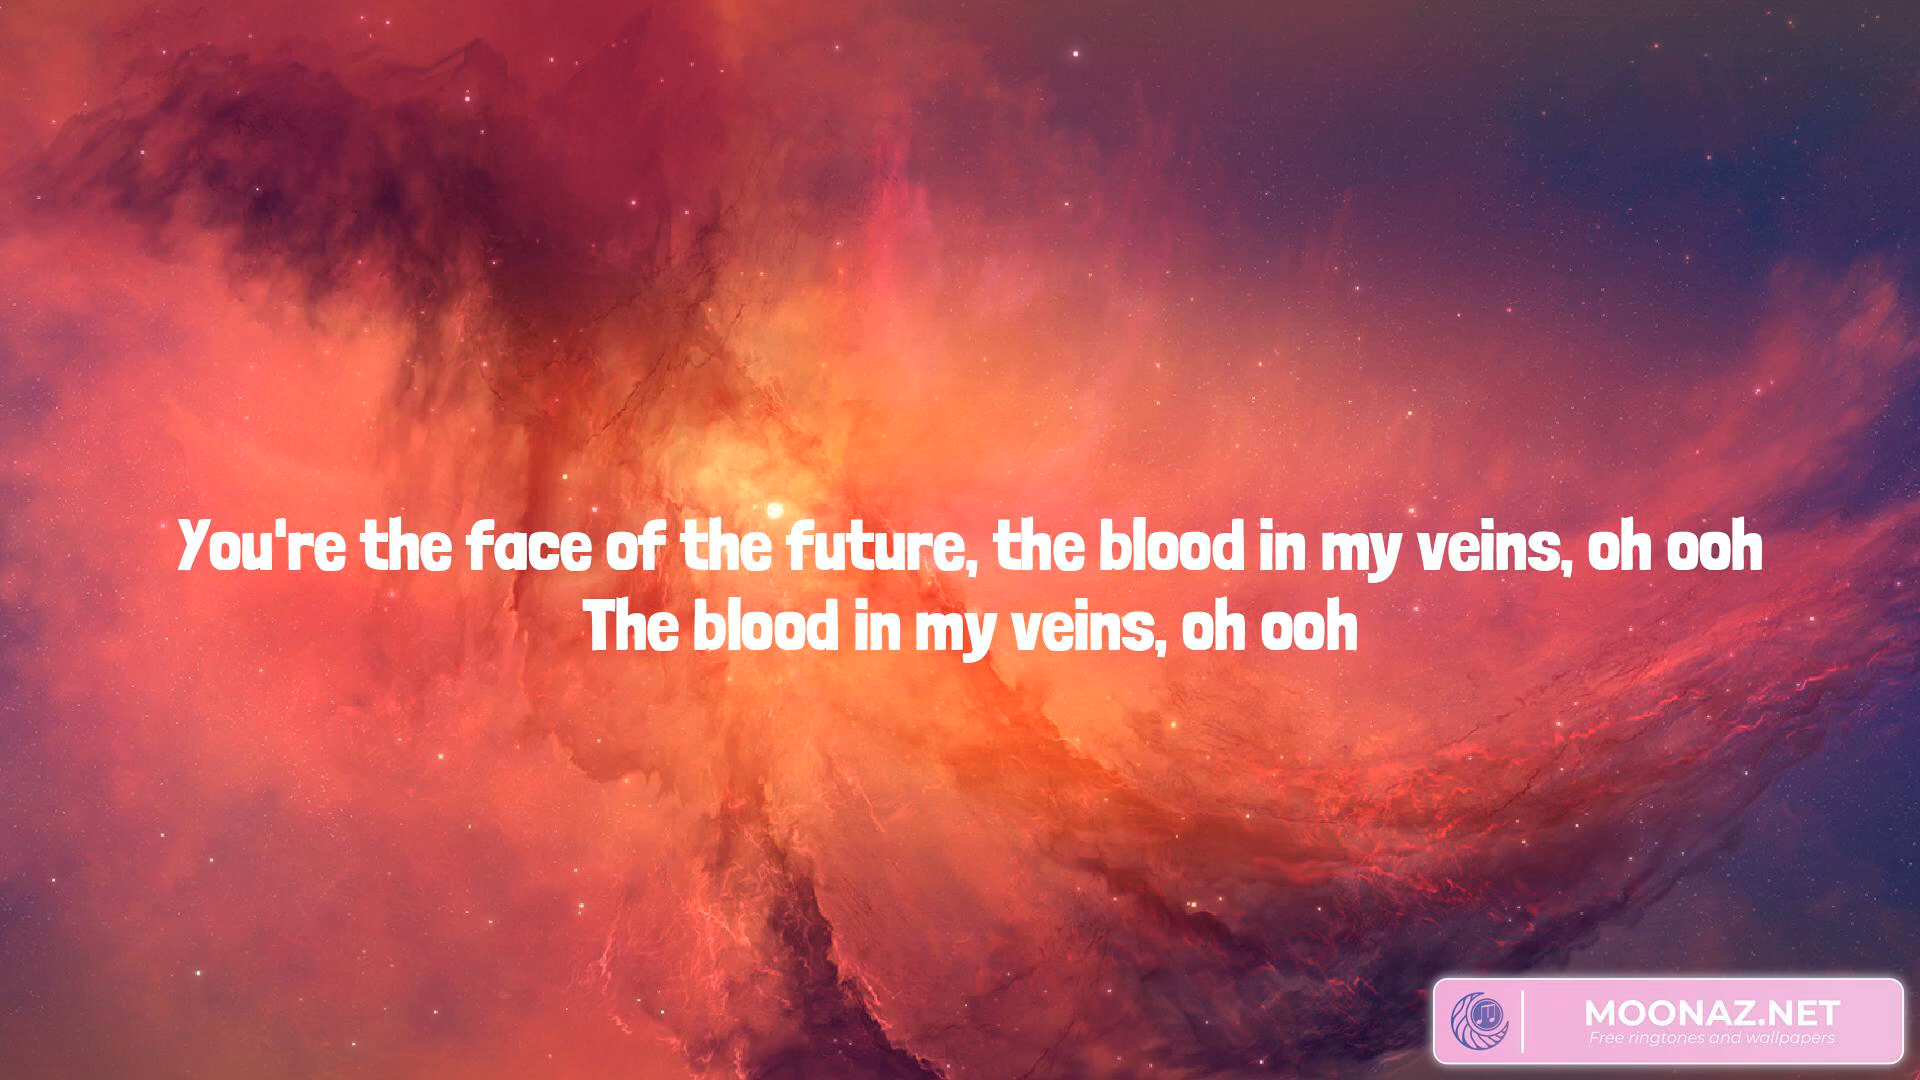 You're the face of the future, the blood in my veins, oh ooh
The blood in my veins, oh ooh
MOONAZ.NET
Free ringtones and wallpapers